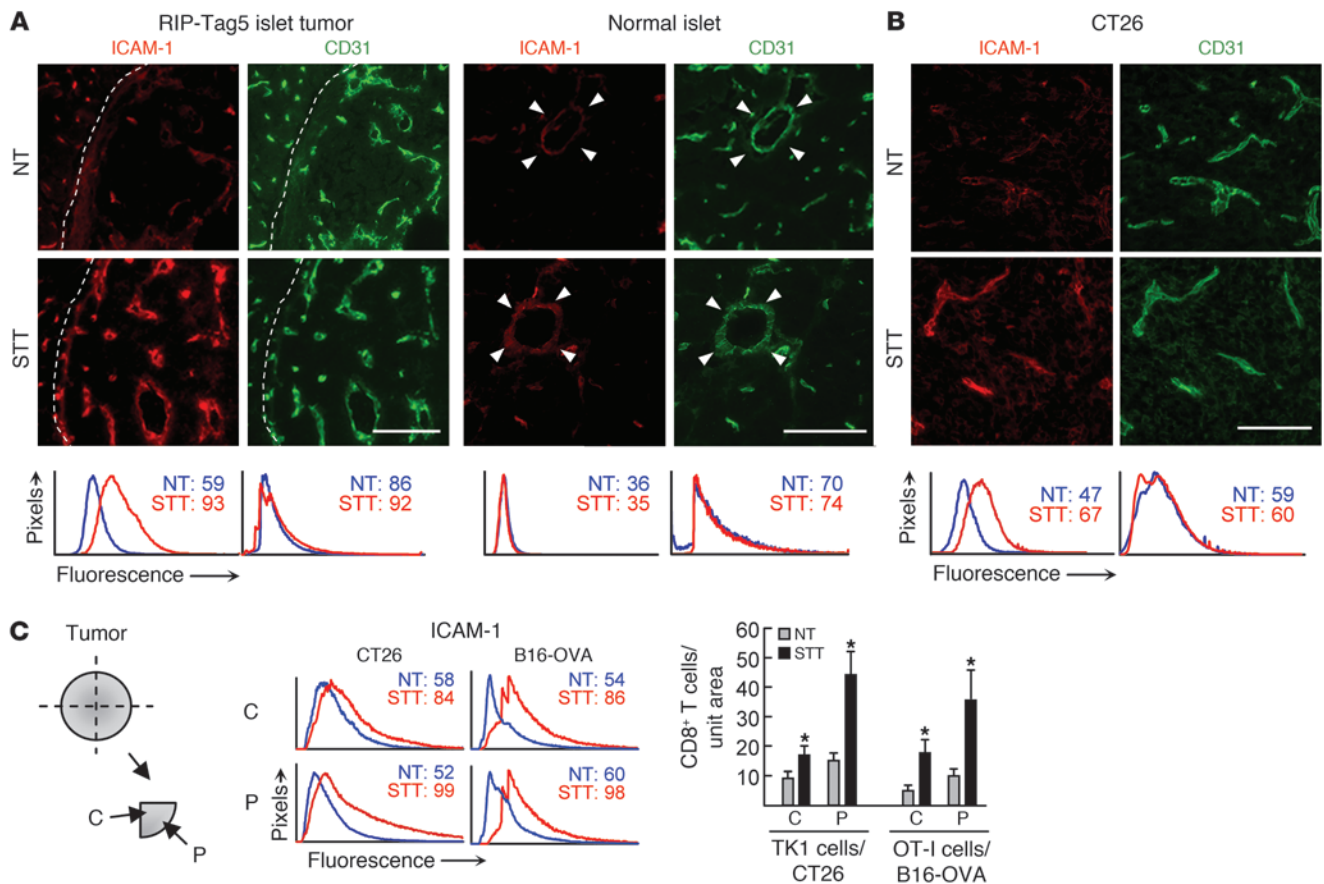 A
RIP-Tag5 islet tumor
Normal islet
ICAM-1
CD31
ICAM-1
CD31
NT
STT
Pixels
NT: 59
STT: 93
NT: 86
STT: 92
NT: 36
STT: 35
NT: 70
STT: 74
Fluorescence
B
CT26
ICAM-1
CD31
NT
STT
Pixels
NT: 47
STT: 67
NT: 59
STT: 60
Fluorescence
C
Tumor
C
P
ICAM-1
CT26
B16-OVA
C
NT: 58
STT: 84
NT: 54
STT: 86
P
Pixels
NT: 52
STT: 99
NT: 60
STT: 98
Fluorescence
CD8⁺ T cells/
unit area
60
50
40
30
20
10
NT
STT
*
*
*
*
C
P
C
P
TK1 cells/
CT26
OT-I cells/
B16-OVA